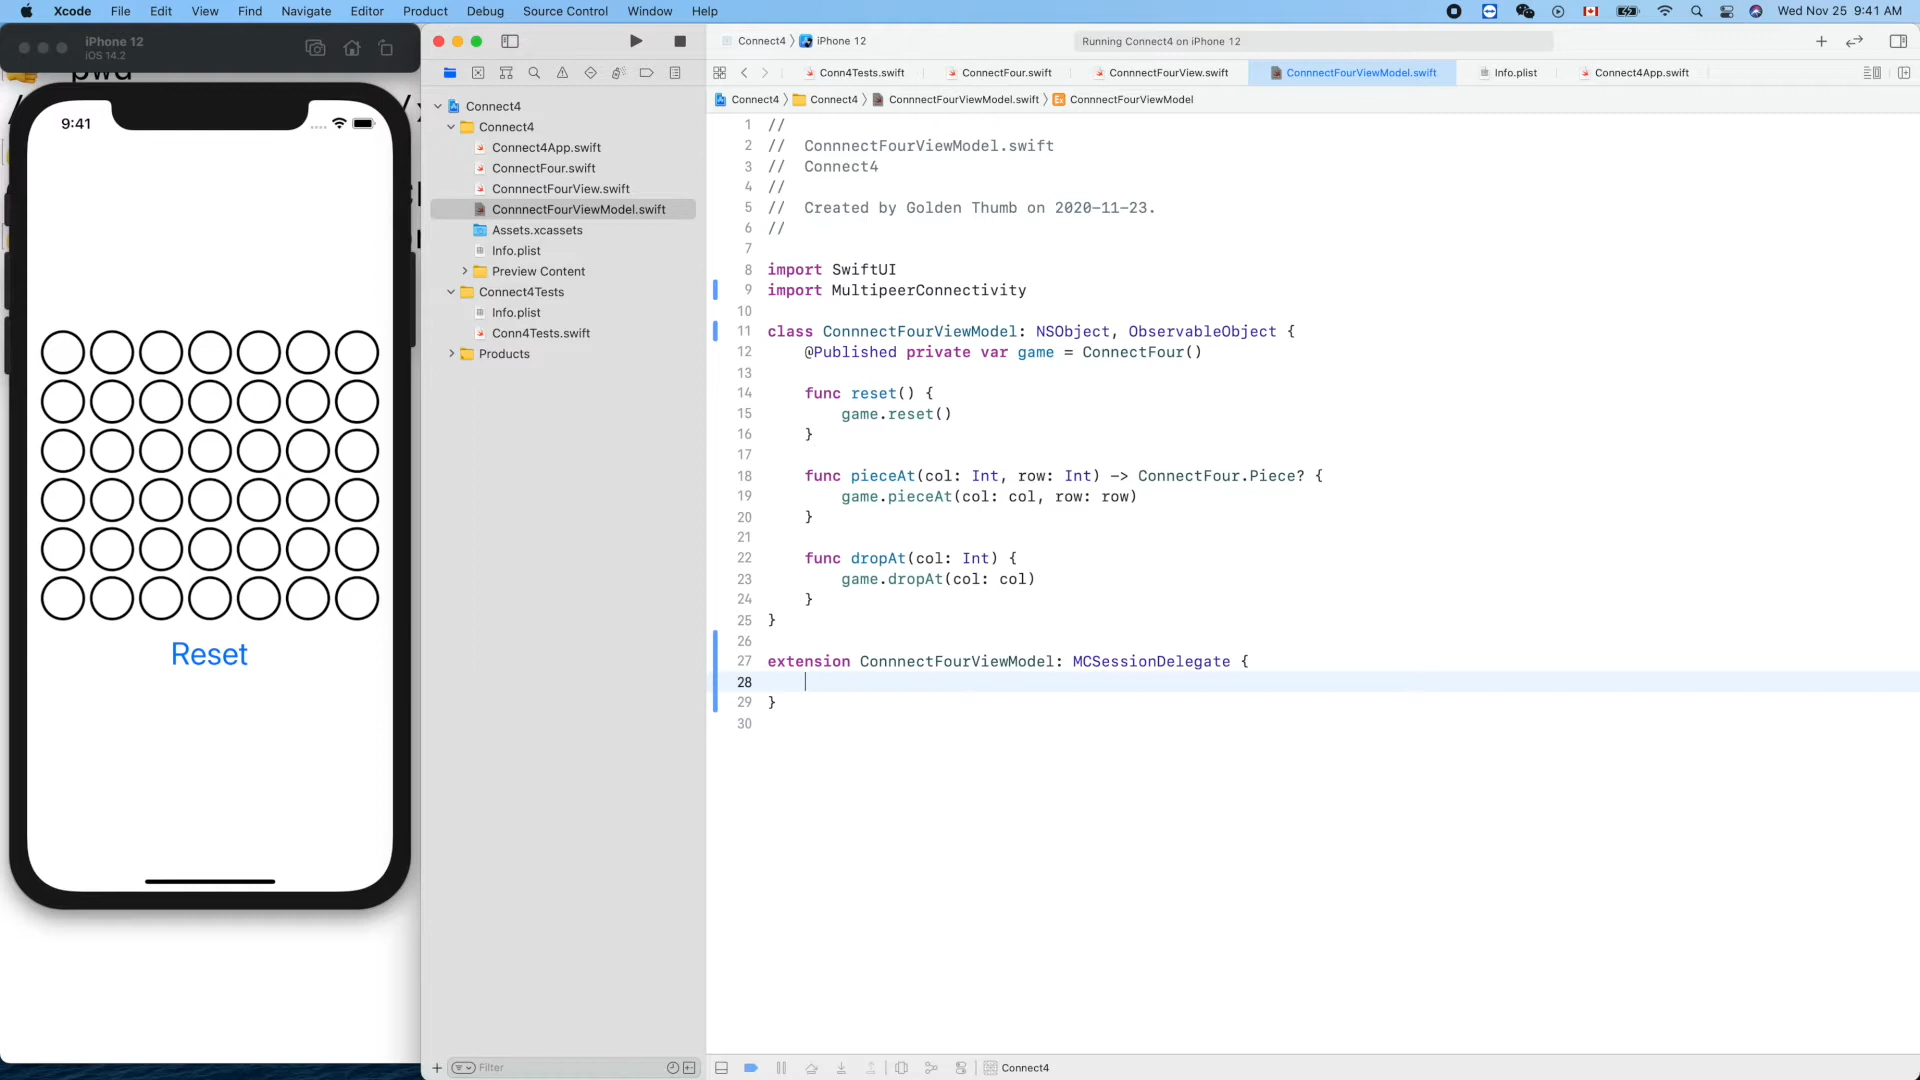 Xcode File Edit View Find Navigate Editor Product Debug Source Control Window Help Wed Nov 25 9:41 AM
iPhone 12
iOS 14.2
pwd
9:41
Reset
Connect4
Connect4
Connect4App.swift
ConnectFour.swift
ConnnectFourView.swift
ConnnectFourViewModel.swift
Assets.xcassets
Info.plist
Preview Content
Connect4Tests
Info.plist
Conn4Tests.swift
Products
Filter
Connect4 〉 iPhone 12 Running Connect4 on iPhone 12
Conn4Tests.swift ConnectFour.swift ConnnectFourView.swift ConnnectFourViewModel.swift Info.plist Connect4App.swift
Connect4 〉 Connect4 〉 ConnnectFourViewModel.swift 〉 Ex ConnnectFourViewModel
1 //
2 // ConnnectFourViewModel.swift
3 // Connect4
4 //
5 // Created by Golden Thumb on 2020-11-23.
6 //
7
8 import SwiftUI
9 import MultipeerConnectivity
10
11 class ConnnectFourViewModel: NSObject, ObservableObject {
12 @Published private var game = ConnectFour()
13
14 func reset() {
15 game.reset()
16 }
17
18 func pieceAt(col: Int, row: Int) -> ConnectFour.Piece? {
19 game.pieceAt(col: col, row: row)
20 }
21
22 func dropAt(col: Int) {
23 game.dropAt(col: col)
24 }
25 }
26
27 extension ConnnectFourViewModel: MCSessionDelegate {
28
29 }
30
Connect4